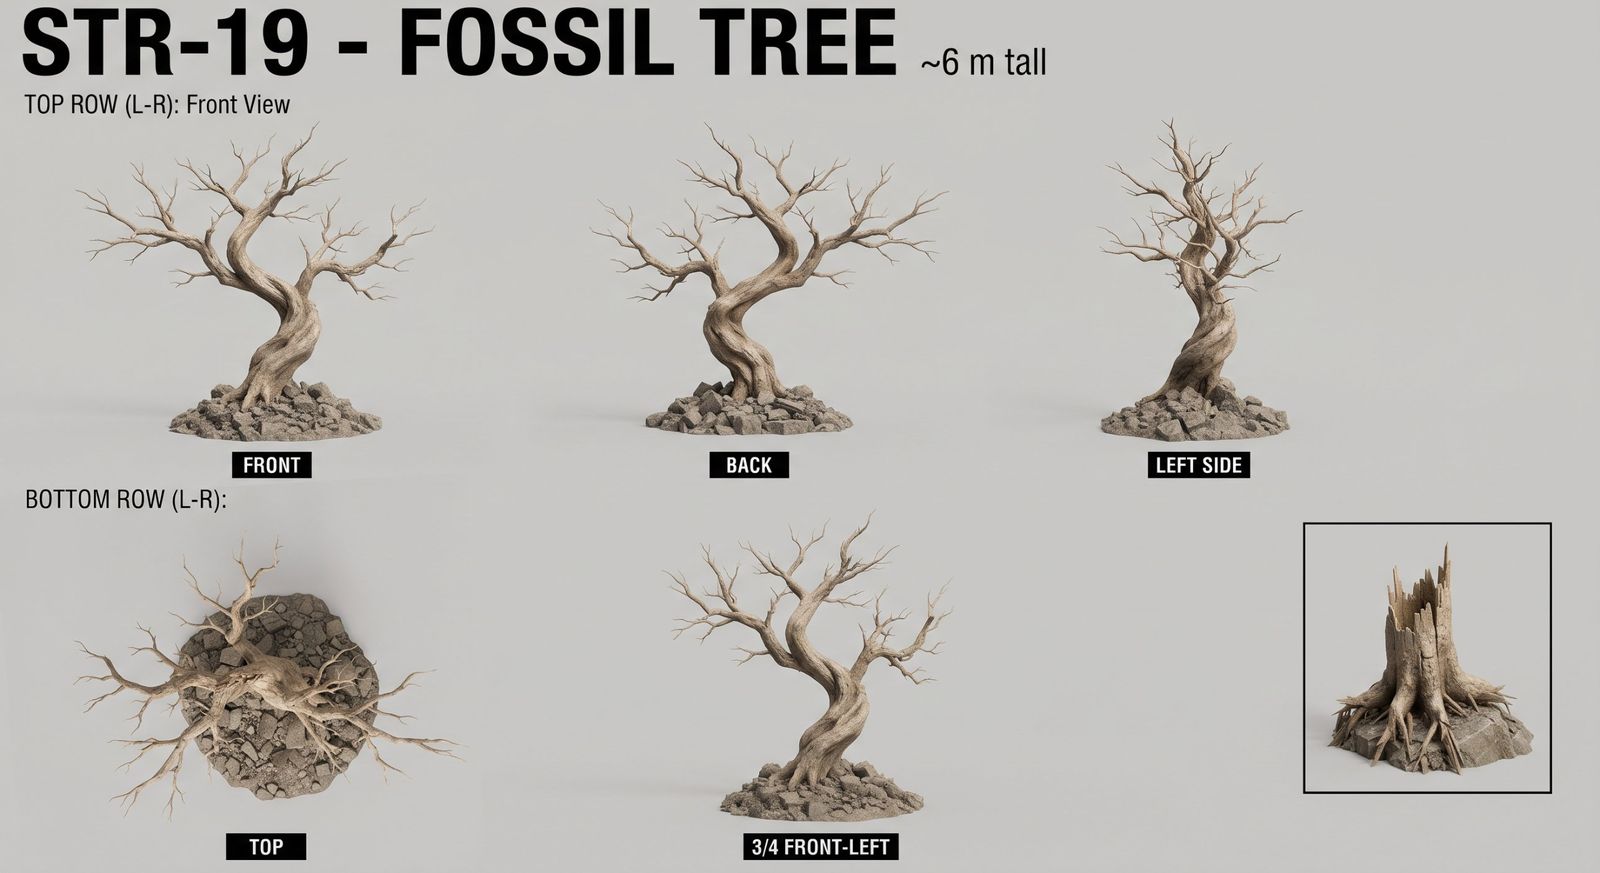 STR-19 - FOSSIL TREE ~6 m tall
TOP ROW (L-R): Front View
FRONT
BACK
LEFT SIDE
BOTTOM ROW (L-R):
TOP
3/4 FRONT-LEFT